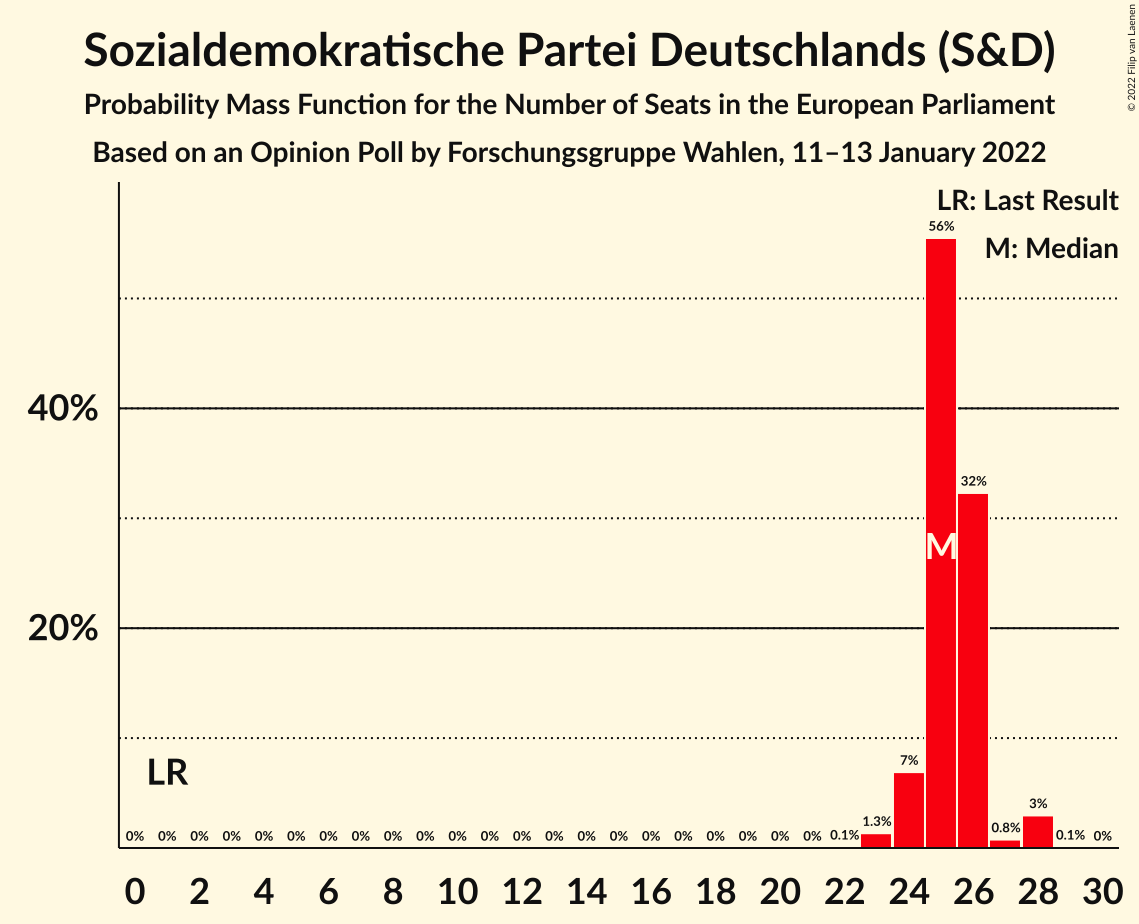 Sozialdemokratische Partei Deutschlands (S&D)
Probability Mass Function for the Number of Seats in the European Parliament
Based on an Opinion Poll by Forschungsgruppe Wahlen, 11–13 January 2022
© 2022 Filip van Laenen
LR: Last Result
M: Median
56%
40%
32%
M
20%
LR
7%
3%
0% 0% 0% 0% 0% 0% 0% 0% 0% 0% 0% 0% 0% 0% 0% 0% 0% 0% 0% 0% 0% 0% 0.1% 1.3% 0.8% 0.1% 0%
0 2 4 6 8 10 12 14 16 18 20 22 24 26 28 30